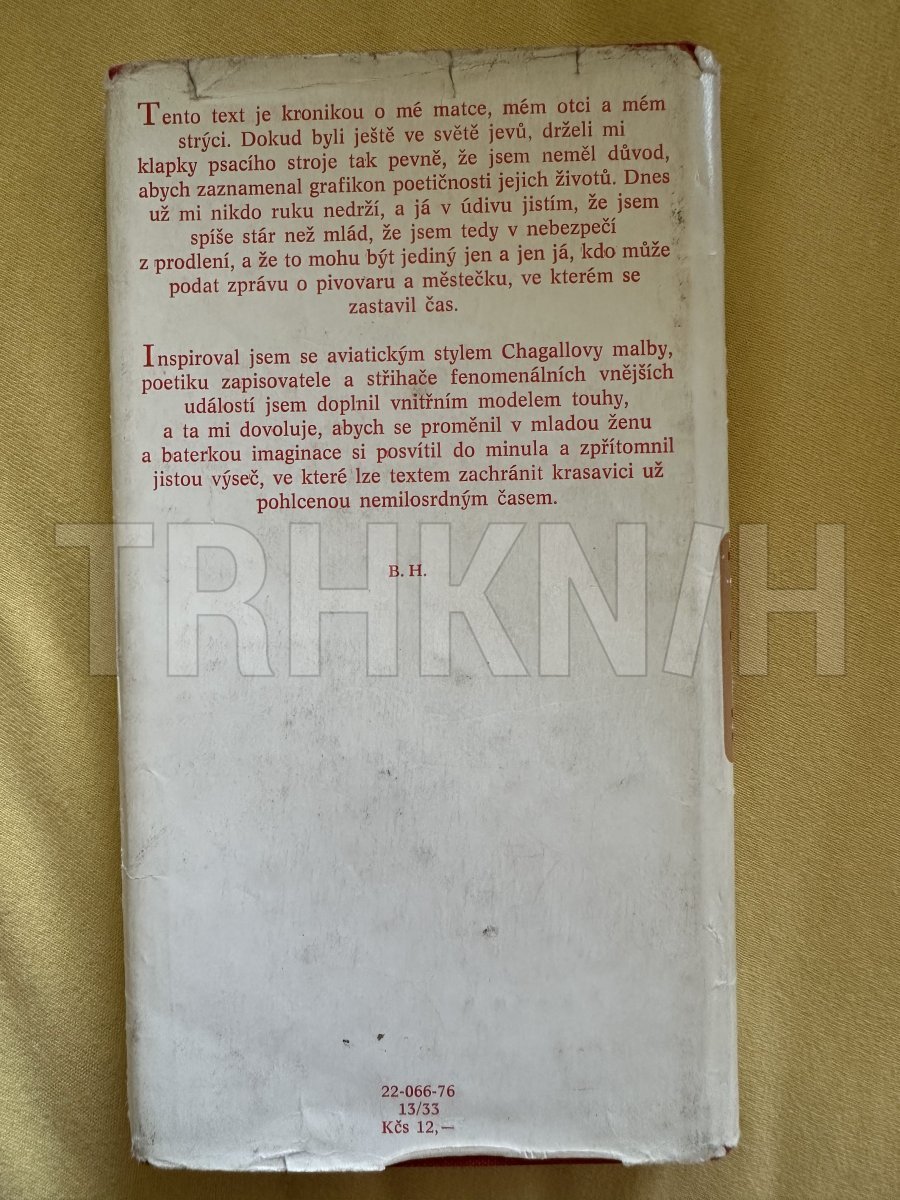 Tento text je kronikou o mé matce, mém otci a mém
strýci. Dokud byli ještě ve světě jevů, drželi mi
klapky psacího stroje tak pevně, že jsem neměl důvod,
abych zaznamenal grafikon poetičnosti jejich životů. Dnes
už mi nikdo ruku nedrží, a já v údivu jistím, že jsem
spíše stár než mlád, že jsem tedy v nebezpečí
z prodlení, a že to mohu být jediný jen a jen já, kdo může
podat zprávu o pivovaru a městečku, ve kterém se
zastavil čas.
Inspiroval jsem se aviatickým stylem Chagallovy malby,
poetiku zapisovatele a střihače fenomenálních vnějších
událostí jsem doplnil vnitřním modelem touhy,
a ta mi dovoluje, abych se proměnil v mladou ženu
a baterkou imaginace si posvítil do minula a zpřítomnil
jistou výseč, ve které lze textem zachránit krasavici už
pohlcenou nemilosrdným časem.
TRHKNIH
B. H.
22-066-76
13/33
Kčs 12,—